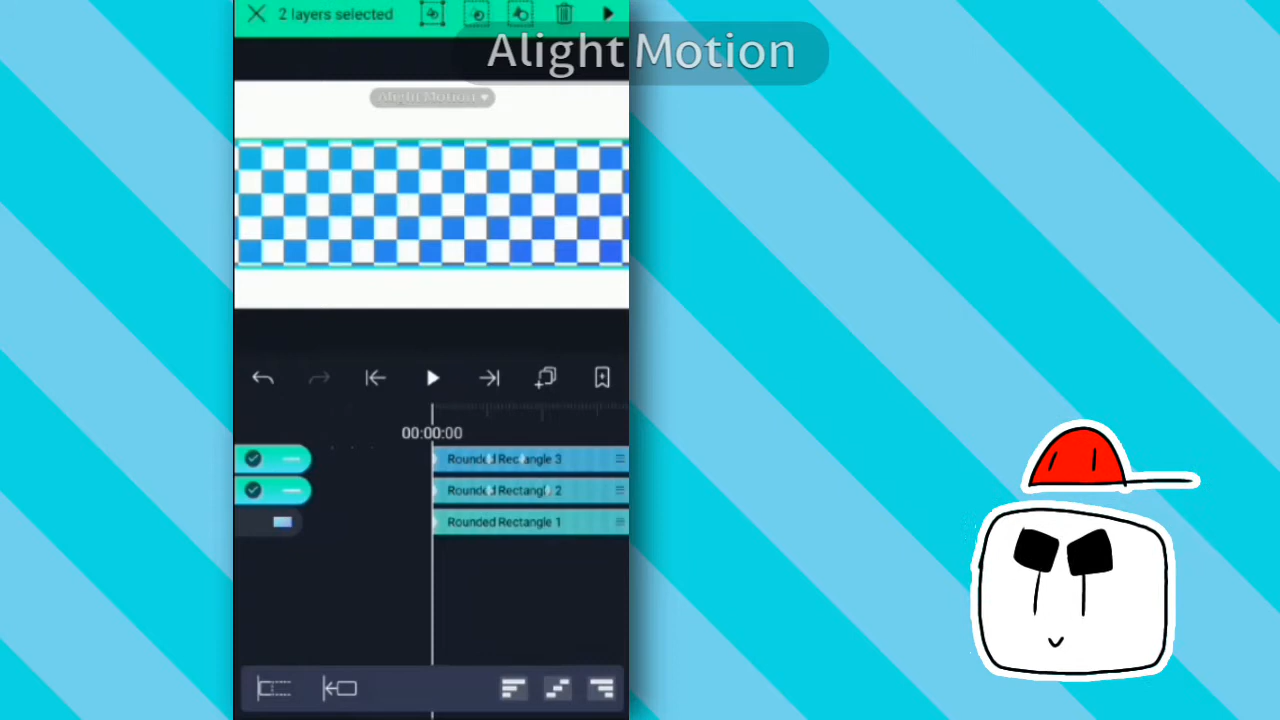 2 layers selected
Alight Motion
Alight Motion
00:00:00
Rounded Rectangle 3
Rounded Rectangle 2
Rounded Rectangle 1